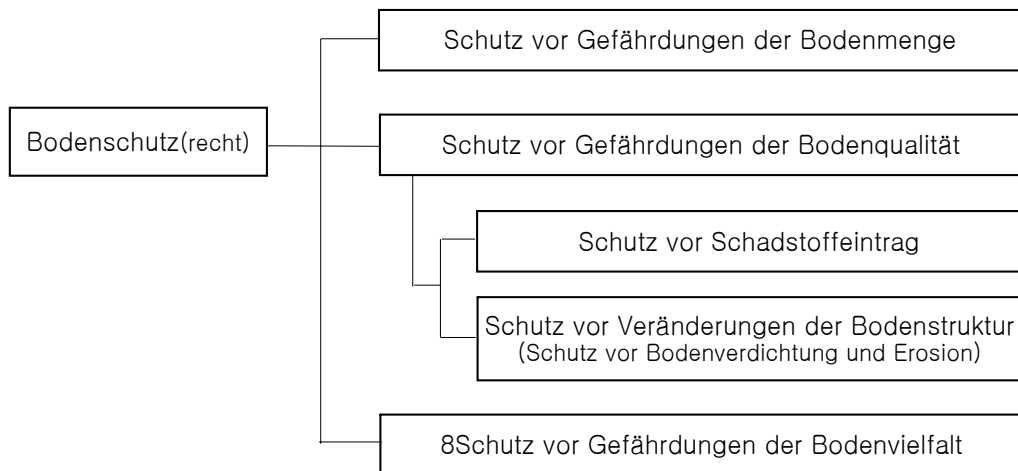 Schutz vor Gefährdungen der Bodenmenge
Bodenschutz(recht)
Schutz vor Gefährdungen der Bodenqualität
Schutz vor Schadstoffeintrag
Schutz vor Veränderungen der Bodenstruktur
(Schutz vor Bodenverdichtung und Erosion)
8Schutz vor Gefährdungen der Bodenvielfalt